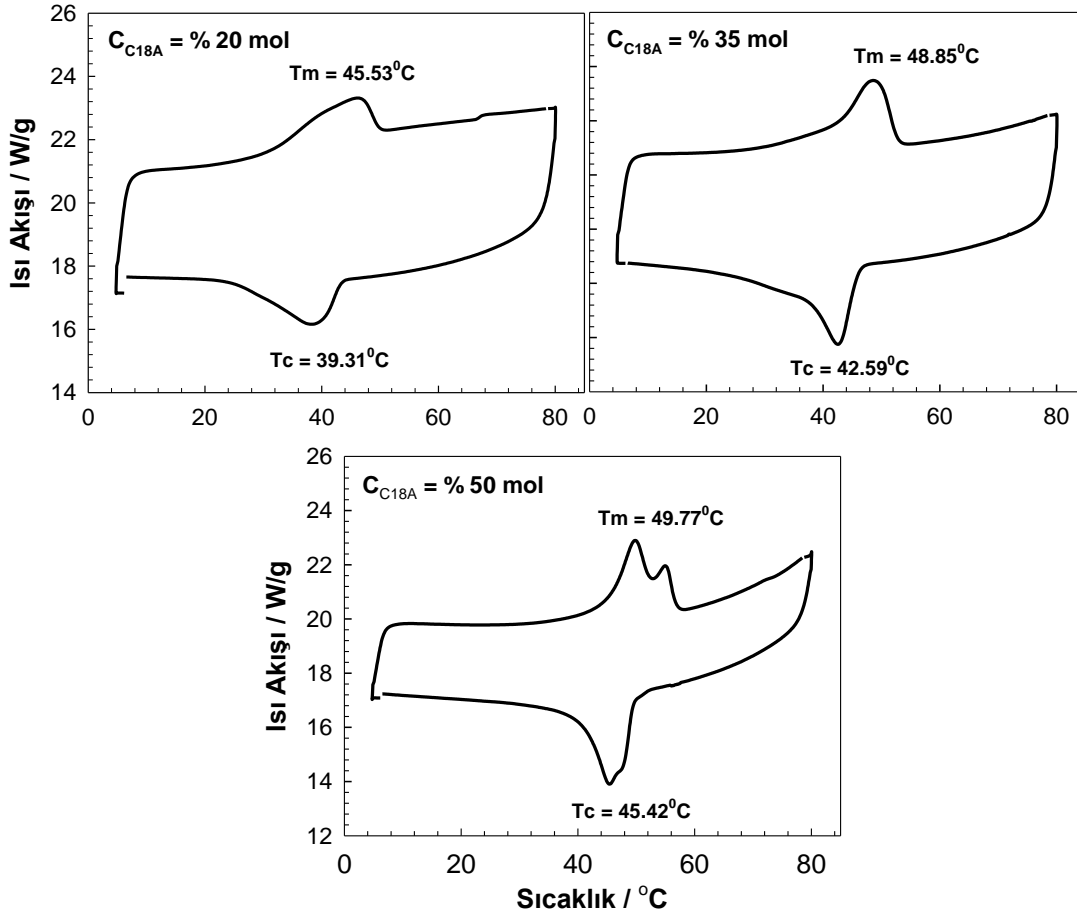 26
24
22
20
18
16
14
Isı Akışı / W/g
C_C18A = % 20 mol
Tm = 45.53⁰C
Tc = 39.31⁰C
0 20 40 60 80
C_C18A = % 35 mol
Tm = 48.85⁰C
Tc = 42.59⁰C
0 20 40 60 80
26
24
22
20
18
16
14
12
Isı Akışı / W/g
C_C18A = % 50 mol
Tm = 49.77⁰C
Tc = 45.42⁰C
0 20 40 60 80
Sıcaklık / °C